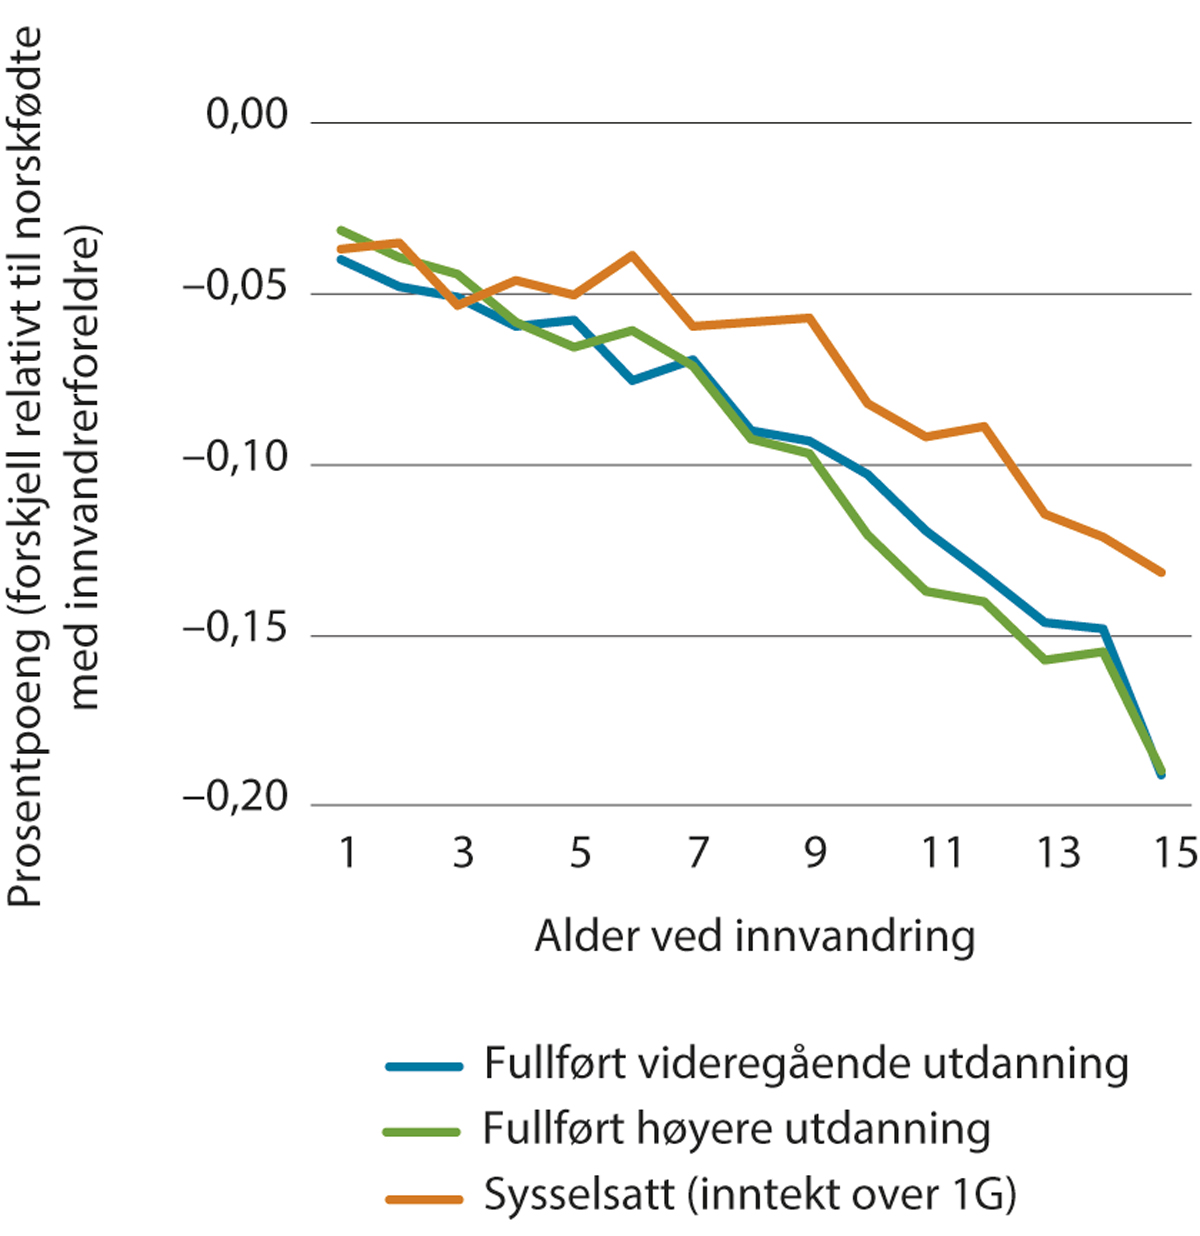 Prosentpoeng (forskjell relativt til norskfødte
med innvandrerforeldre)
0,00
–0,05
–0,10
–0,15
–0,20
1 3 5 7 9 11 13 15
Alder ved innvandring
Fullført videregående utdanning
Fullført høyere utdanning
Sysselsatt (inntekt over 1G)